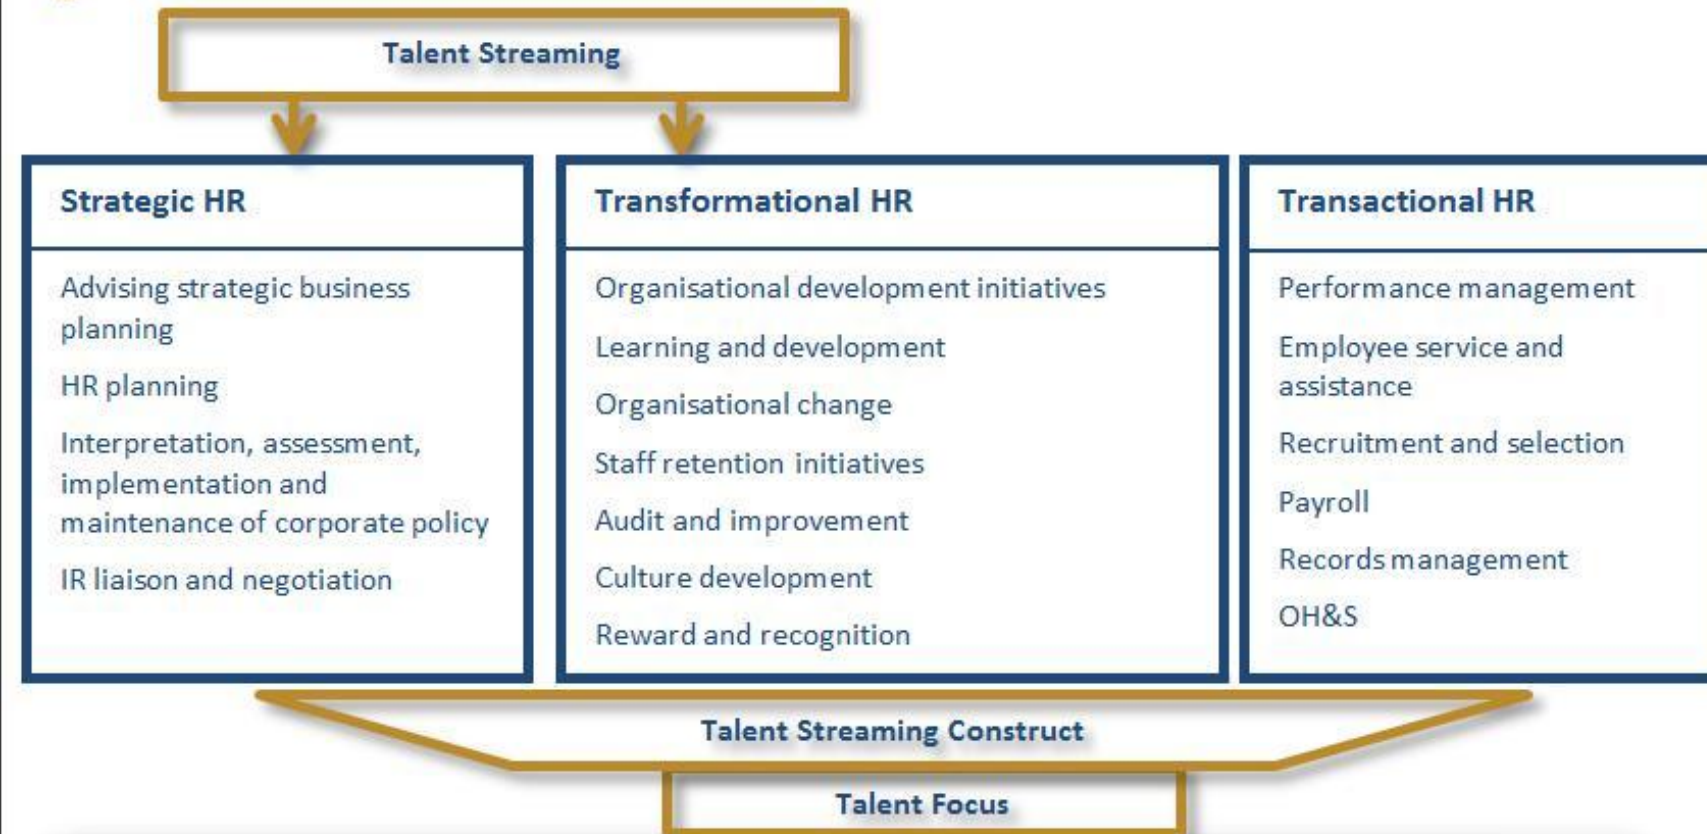 Talent Streaming
Strategic HR
Advising strategic business
planning
HR planning
Interpretation, assessment,
implementation and
maintenance of corporate policy
IR liaison and negotiation
Transformational HR
Organisational development initiatives
Learning and development
Organisational change
Staff retention initiatives
Audit and improvement
Culture development
Reward and recognition
Transactional HR
Performance management
Employee service and
assistance
Recruitment and selection
Payroll
Records management
OH&S
Talent Streaming Construct
Talent Focus